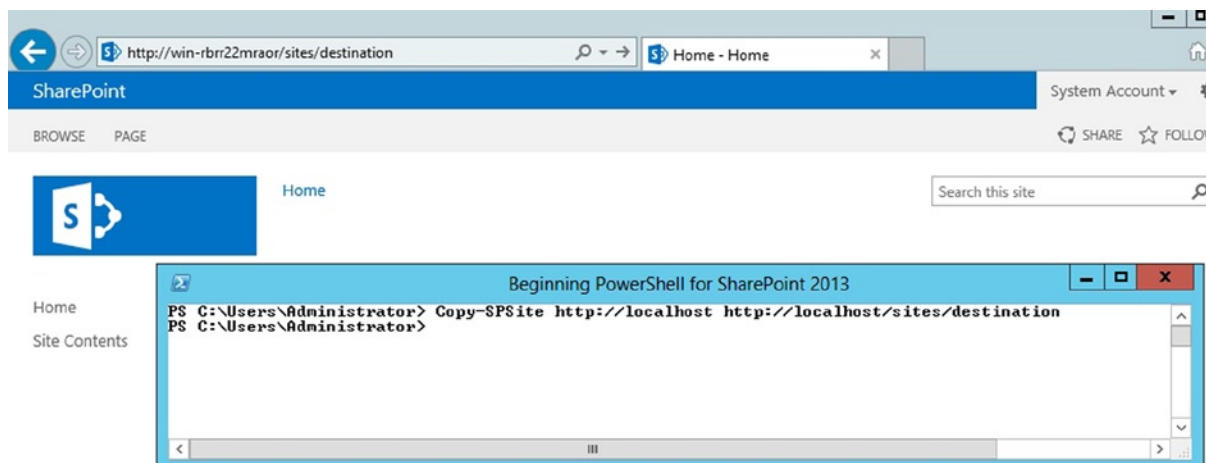 http://win-rbrr22mraor/sites/destination
Home - Home
SharePoint
System Account
BROWSE PAGE
SHARE
Home
Search this site
S
Beginning PowerShell for SharePoint 2013
Home
Site Contents
PS C:\Users\Administrator> Copy-SPSite http://localhost http://localhost/sites/destination
PS C:\Users\Administrator>